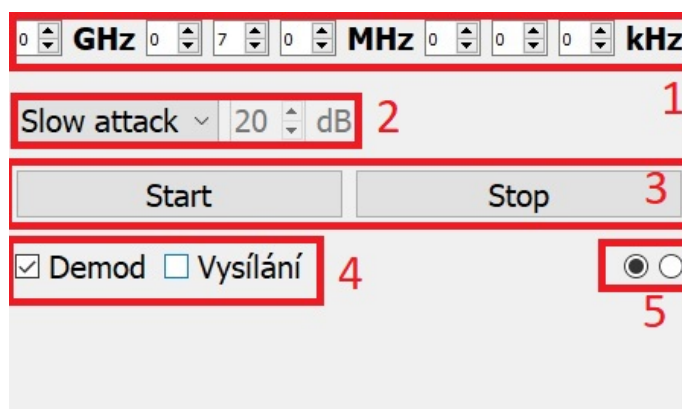 0 GHz 0 7 0 MHz 0 0 0 kHz
1
Slow attack 20 dB 2
Start Stop 3
Demod Vysílání 4
5